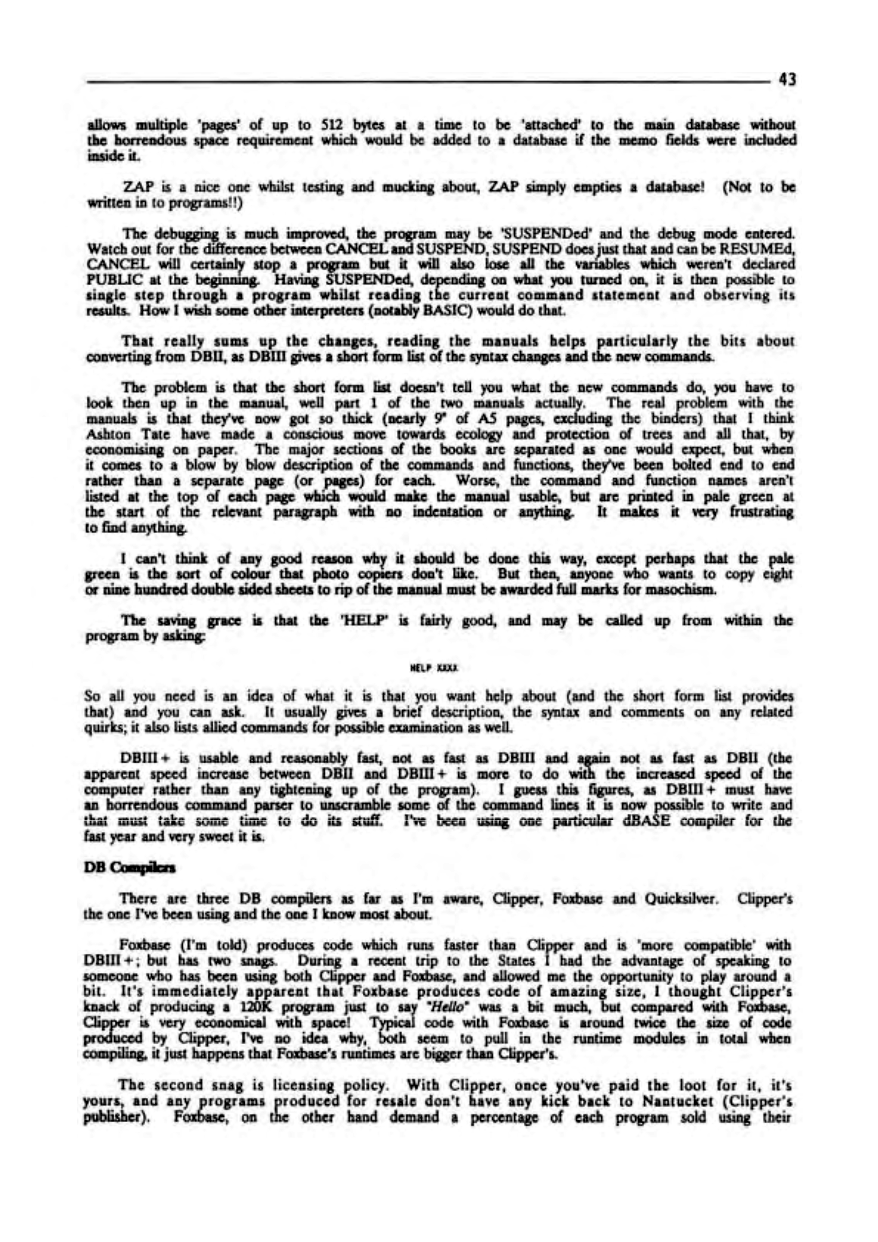 43
allows multiple 'pages' of up to 512 bytes at a time to be 'attached' to the main database without
the horrendous space requirement which would be added to a database if the memo fields were included
inside it.
ZAP is a nice one whilst testing and mucking about, ZAP simply empties a database! (Not to be
written in to programs!!)
The debugging is much improved, the program may be 'SUSPENDed' and the debug mode entered.
Watch out for the difference between CANCEL and SUSPEND, SUSPEND does just that and can be RESUMEd,
CANCEL will certainly stop a program but it will also lose all the variables which weren't declared
PUBLIC at the beginning. Having SUSPENDed, depending on what you turned on, it is then possible to
single step through a program whilst reading the current command statement and observing its
results. How I wish some other interpreters (notably BASIC) would do that.
That really sums up the changes, reading the manuals helps particularly the bits about
converting from DBII, as DBIII gives a short form list of the syntax changes and the new commands.
The problem is that the short form list doesn't tell you what the new commands do, you have to
look then up in the manual, well part 1 of the two manuals actually. The real problem with the
manuals is that they've now got so thick (nearly 9" of A5 pages, excluding the binders) that I think
Ashton Tate have made a conscious move towards ecology and protection of trees and all that, by
economising on paper. The major sections of the books are separated as one would expect, but when
it comes to a blow by blow description of the commands and functions, they've been bolted end to end
rather than a separate page (or pages) for each. Worse, the command and function names aren't
listed at the top of each page which would make the manual usable, but are printed in pale green at
the start of the relevant paragraph with no indentation or anything. It makes it very frustrating
to find anything.
I can't think of any good reason why it should be done this way, except perhaps that the pale
green is the sort of colour that photo copiers don't like. But then, anyone who wants to copy eight
or nine hundred double sided sheets to rip of the manual must be awarded full marks for masochism.
The saving grace is that the 'HELP' is fairly good, and may be called up from within the
program by asking:
HELP XXXX
So all you need is an idea of what it is that you want help about (and the short form list provides
that) and you can ask. It usually gives a brief description, the syntax and comments on any related
quirks; it also lists allied commands for possible examination as well.
DBIII+ is usable and reasonably fast, not as fast as DBIII and again not as fast as DBII (the
apparent speed increase between DBII and DBIII+ is more to do with the increased speed of the
computer rather than any tightening up of the program). I guess this figures, as DBIII+ must have
an horrendous command parser to unscramble some of the command lines it is now possible to write and
that must take some time to do its stuff. I've been using one particular dBASE compiler for the
fast year and very sweet it is.
DB Compilers
There are three DB compilers as far as I'm aware, Clipper, Foxbase and Quicksilver. Clipper's
the one I've been using and the one I know most about.
Foxbase (I'm told) produces code which runs faster than Clipper and is 'more compatible' with
DBIII+; but has two snags. During a recent trip to the States I had the advantage of speaking to
someone who has been using both Clipper and Foxbase, and allowed me the opportunity to play around a
bit. It's immediately apparent that Foxbase produces code of amazing size, I thought Clipper's
knack of producing a 120K program just to say "Hello" was a bit much, but compared with Foxbase,
Clipper is very economical with space! Typical code with Foxbase is around twice the size of code
produced by Clipper, I've no idea why, both seem to pull in the runtime modules in total when
compiling, it just happens that Foxbase's runtimes are bigger than Clipper's.
The second snag is licensing policy. With Clipper, once you've paid the loot for it, it's
yours, and any programs produced for resale don't have any kick back to Nantucket (Clipper's
publisher). Foxbase, on the other hand demand a percentage of each program sold using their